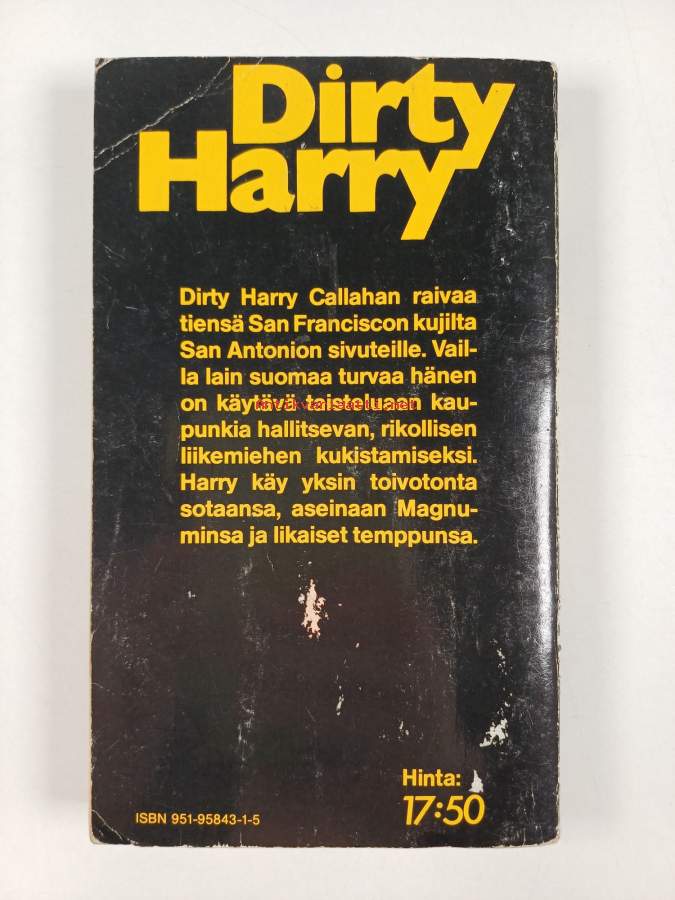 Dirty
Harry
Dirty Harry Callahan raivaa
tiensä San Franciscon kujilta
San Antonion sivuteille. Vail-
la lain suomaa turvaa hänen
on käytävä taisteluaan kau-
punkia hallitsevan, rikollisen
liikemiehen kukistamiseksi.
Harry käy yksin toivotonta
sotaansa, aseinaan Magnu-
minsa ja likaiset temppunsa.
Hinta:
17:50
ISBN 951-95843-1-5